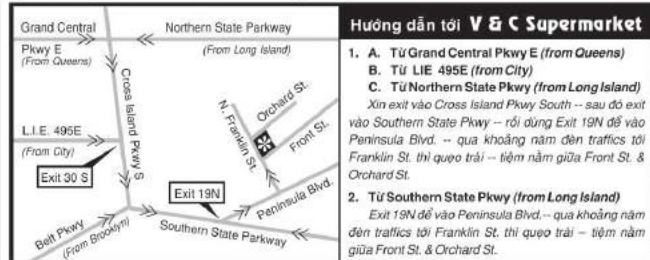 Grand Central
Pkwy E
(From Queens)
Northern State Parkway
(From Long Island)
Cross Island Pkwy S
L.I.E. 495E
(From City)
Exit 30 S
N. Franklin St.
Orchard St.
Front St.
Exit 19N
Peninsula Blvd.
Belt Pkwy
(From Brooklyn)
Southern State Parkway
Hướng dẫn tới V & C Supermarket
1. A. Từ Grand Central Pkwy E (from Queens)
B. Từ LIE 495E (from City)
C. Từ Northern State Pkwy (from Long Island)
Xin exit vào Cross Island Pkwy South -- sau đó exit
vào Southern State Pkwy -- rồi dùng Exit 19N để vào
Peninsula Blvd. -- qua khoảng năm đèn traffics tới
Franklin St. thì quẹo trái -- tiệm nằm giữa Front St. &
Orchard St.
2. Từ Southern State Pkwy (from Long Island)
Exit 19N để vào Peninsula Blvd.-- qua khoảng năm
đèn traffics tới Franklin St. thì quẹo trái -- tiệm nằm
giữa Front St. & Orchard St.